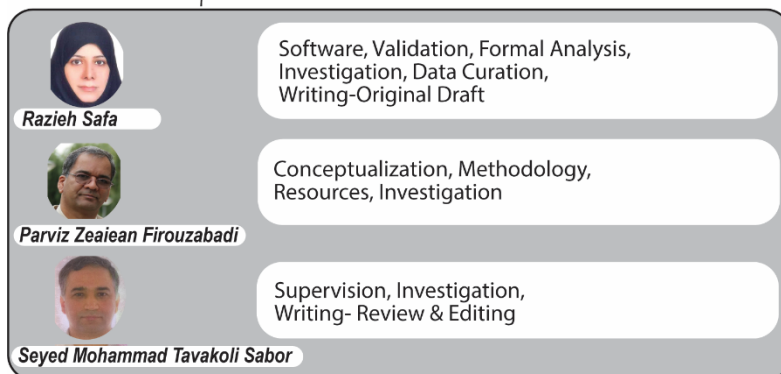 Software, Validation, Formal Analysis,
Investigation, Data Curation,
Writing-Original Draft
Razieh Safa
Conceptualization, Methodology,
Resources, Investigation
Parviz Zeaiean Firouzabadi
Supervision, Investigation,
Writing- Review & Editing
Seyed Mohammad Tavakoli Sabor